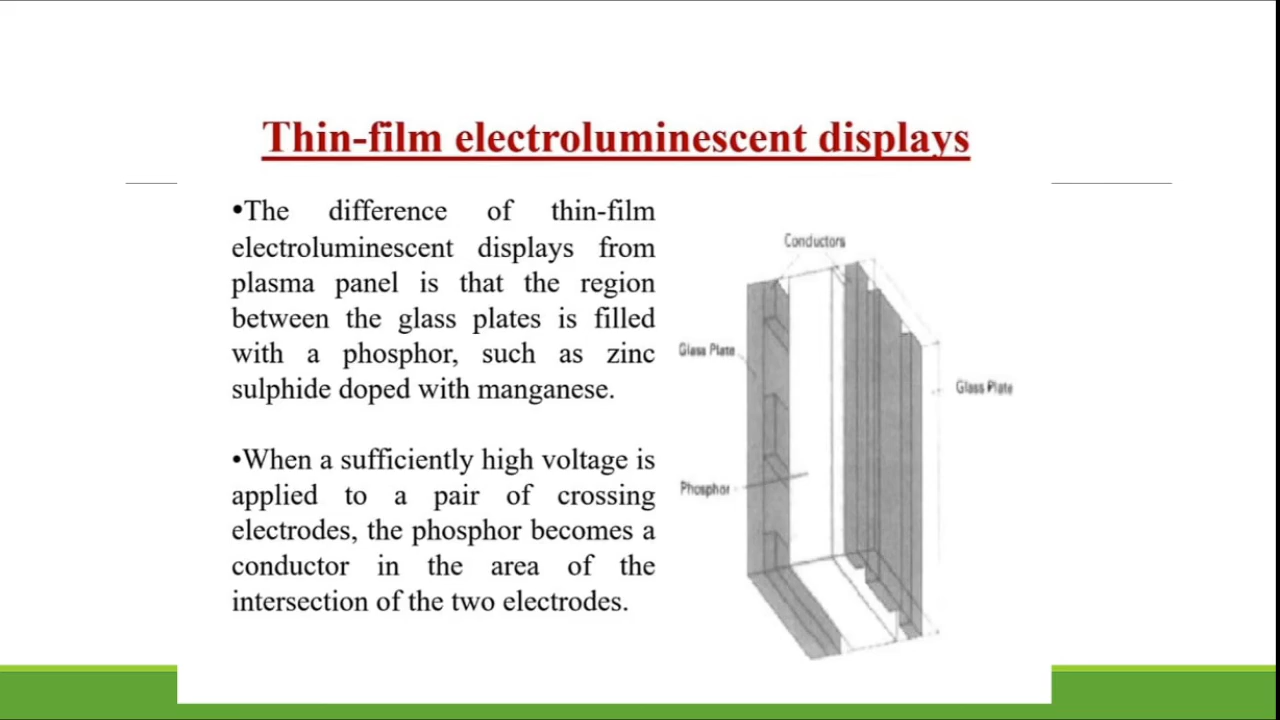 Thin-film electroluminescent displays
•The difference of thin-film
electroluminescent displays from
plasma panel is that the region
between the glass plates is filled
with a phosphor, such as zinc
sulphide doped with manganese.
•When a sufficiently high voltage is
applied to a pair of crossing
electrodes, the phosphor becomes a
conductor in the area of the
intersection of the two electrodes.
Conductors
Glass Plate
Glass Plate
Phosphor